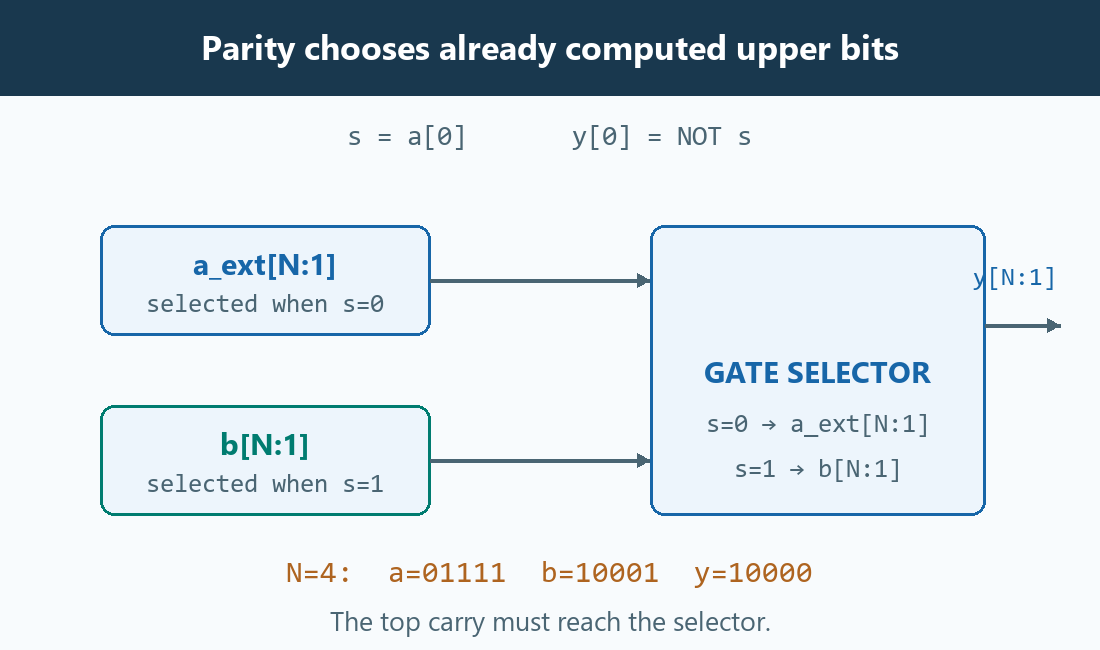 Parity chooses already computed upper bits
s = a[0] y[0] = NOT s
a_ext[N:1]
selected when s=0
y[N:1]
GATE SELECTOR
s=0 → a_ext[N:1]
s=1 → b[N:1]
b[N:1]
selected when s=1
N=4: a=01111 b=10001 y=10000
The top carry must reach the selector.